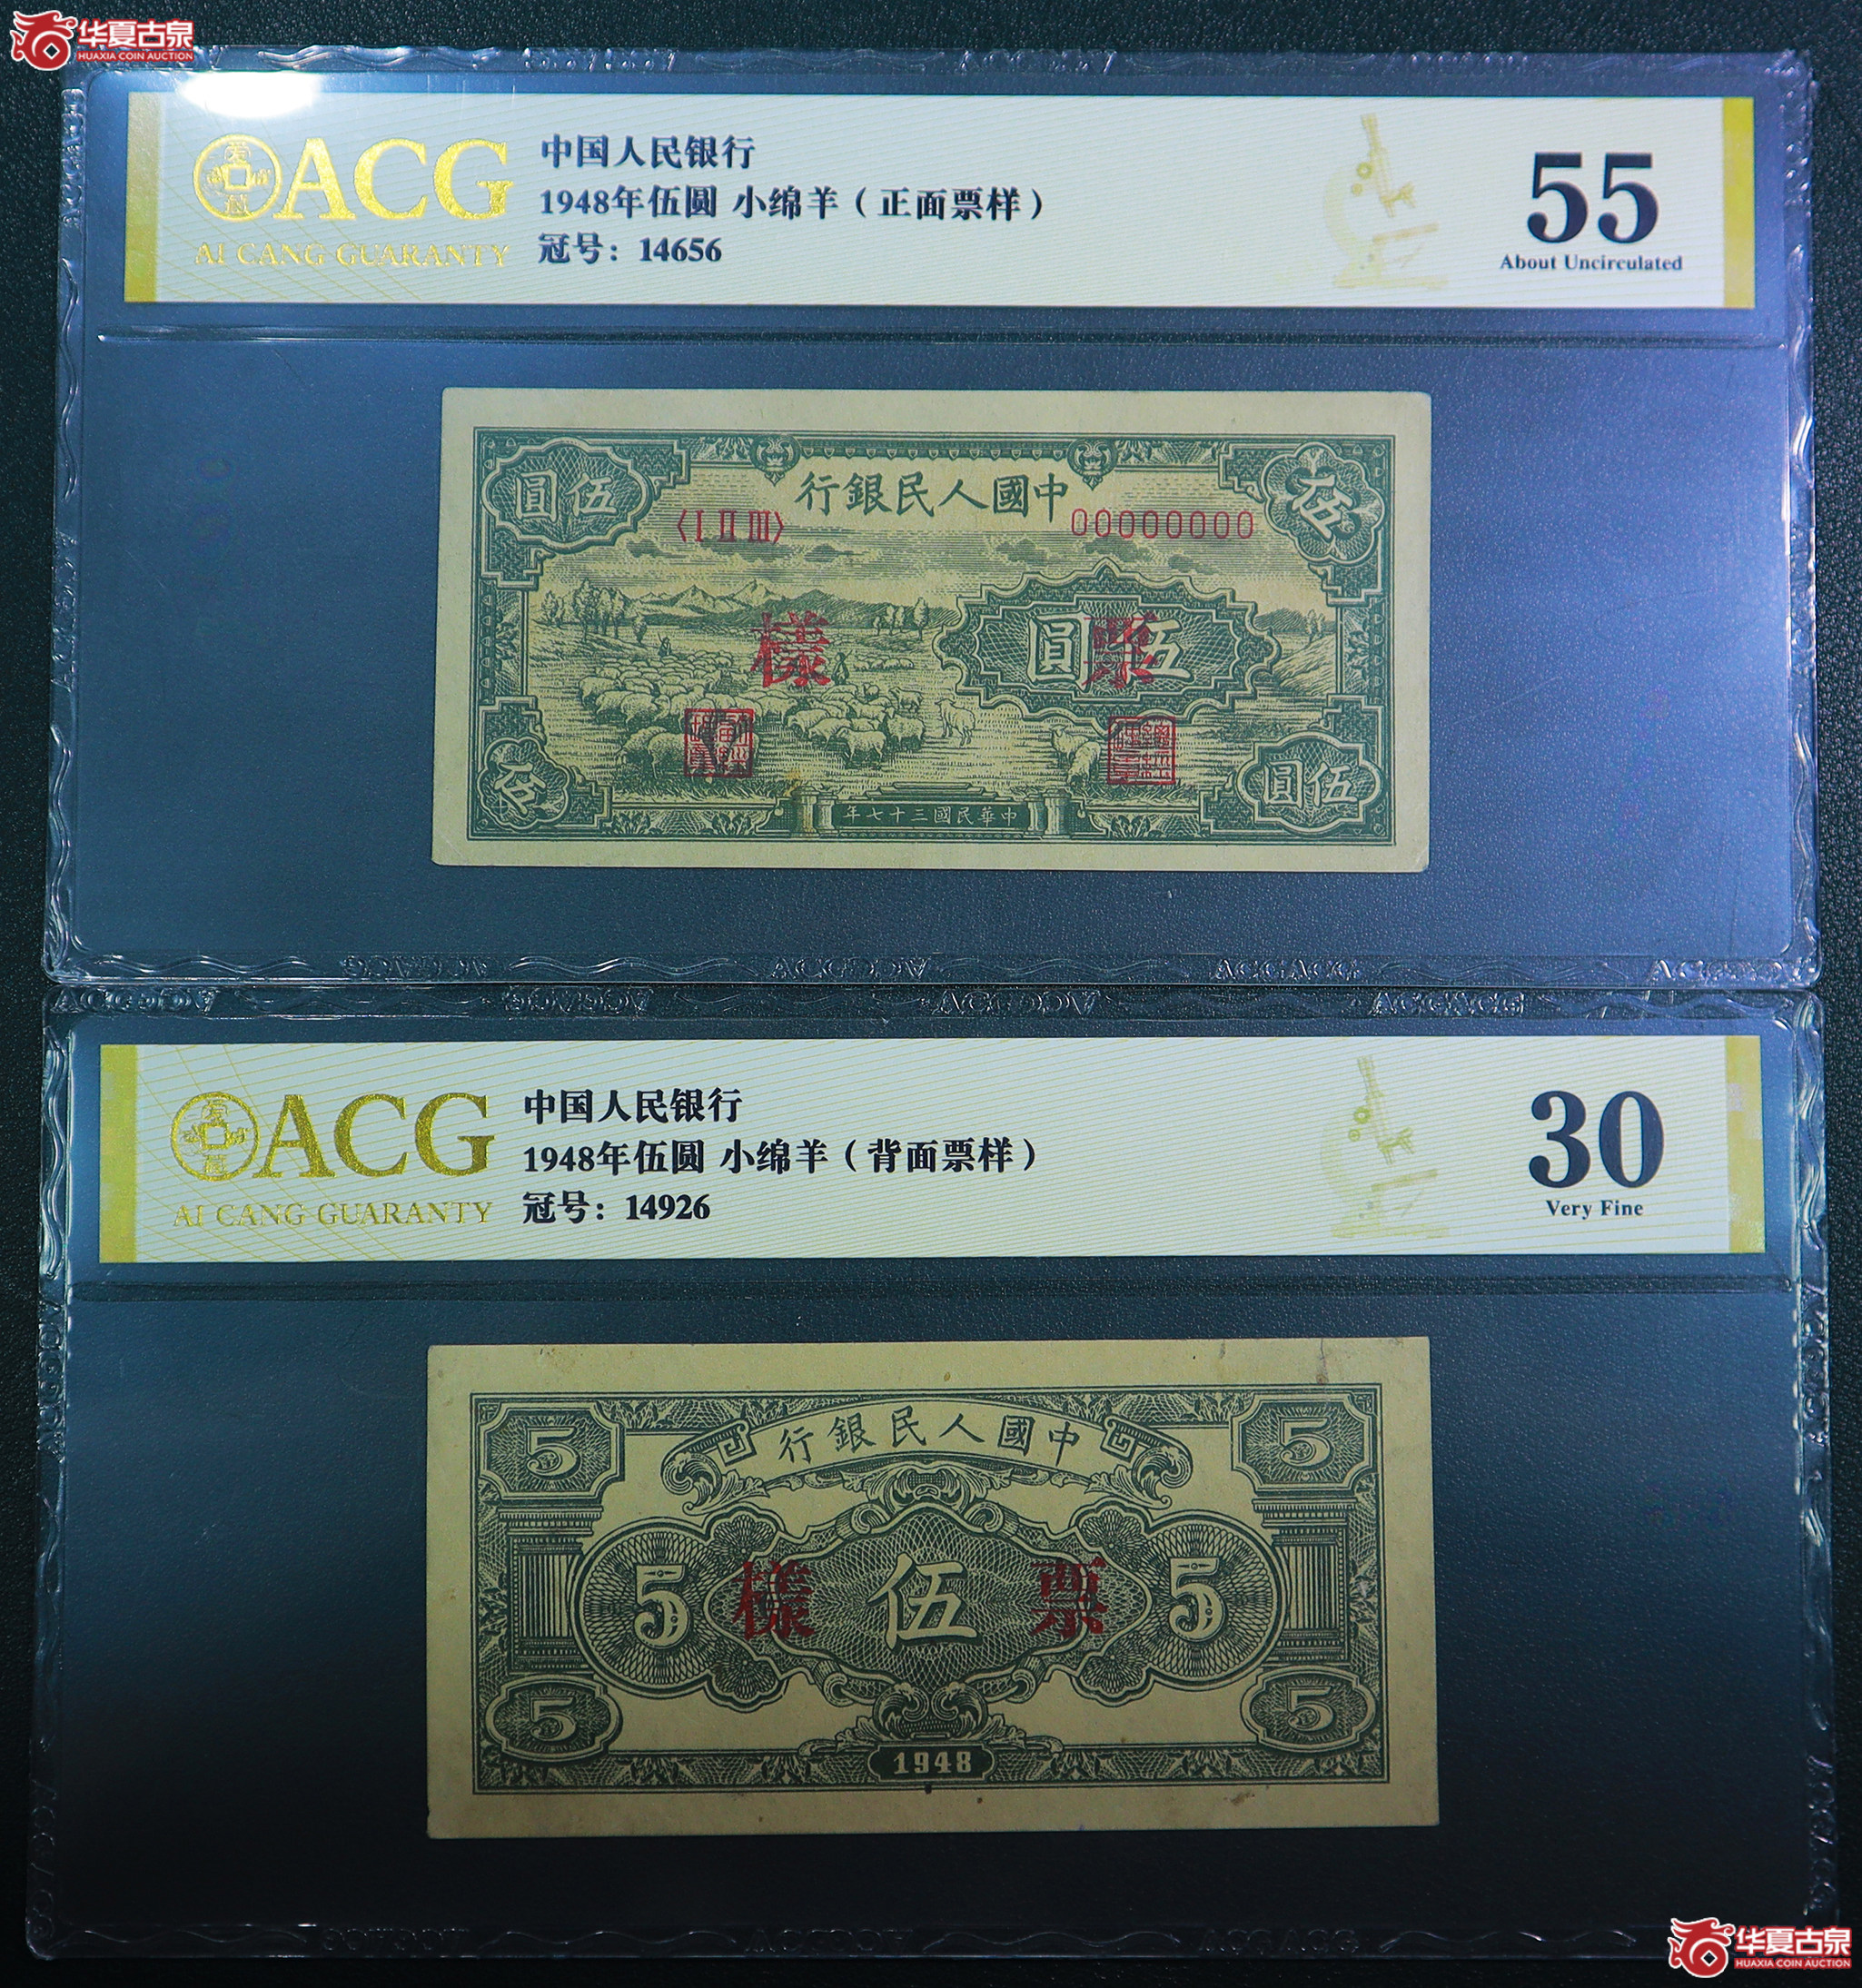 华夏古泉
HUAXIA COIN AUCTION
ACG
AI CANG GUARANTY
中国人民银行
1948年伍圆 小绵羊（正面票样）
冠号：14656
55
About Uncirculated
圓伍
行銀民人國中
伍
〈I II III〉
00000000
樣
圓伍
票
伍
年七十三國民華中
圓伍
ACG
AI CANG GUARANTY
中国人民银行
1948年伍圆 小绵羊（背面票样）
冠号：14926
30
Very Fine
5
行銀民人國中
5
5
樣
伍
票
5
5
1948
5
华夏古泉
HUAXIA COIN AUCTION